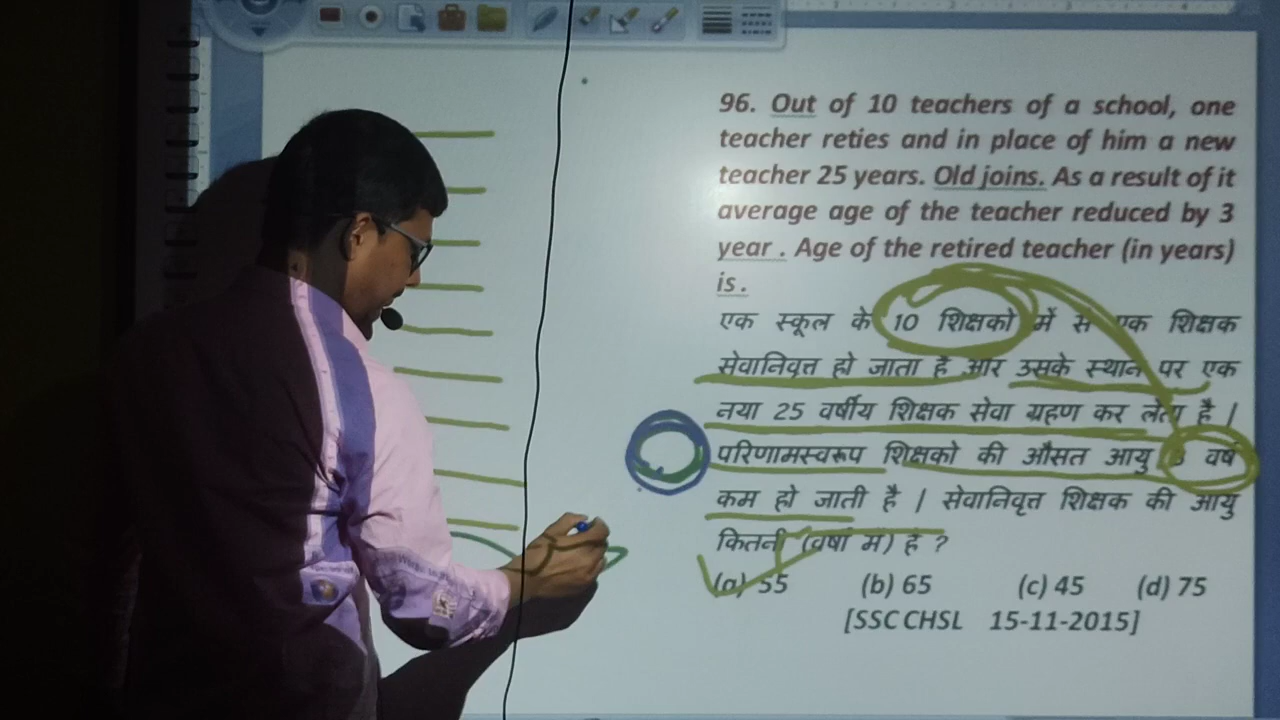 96. Out of 10 teachers of a school, one
teacher reties and in place of him a new
teacher 25 years. Old joins. As a result of it
average age of the teacher reduced by 3
year . Age of the retired teacher (in years)
is .
एक स्कूल के 10 शिक्षको में से एक शिक्षक
सेवानिवृत्त हो जाता है और उसके स्थान पर एक
नया 25 वर्षीय शिक्षक सेवा ग्रहण कर लेता है |
परिणामस्वरूप शिक्षको की औसत आयु 3 वर्ष
कम हो जाती है | सेवानिवृत्त शिक्षक की आयु
कितनी (वर्षो में) है ?
(a) 55 (b) 65 (c) 45 (d) 75
[SSC CHSL 15-11-2015]